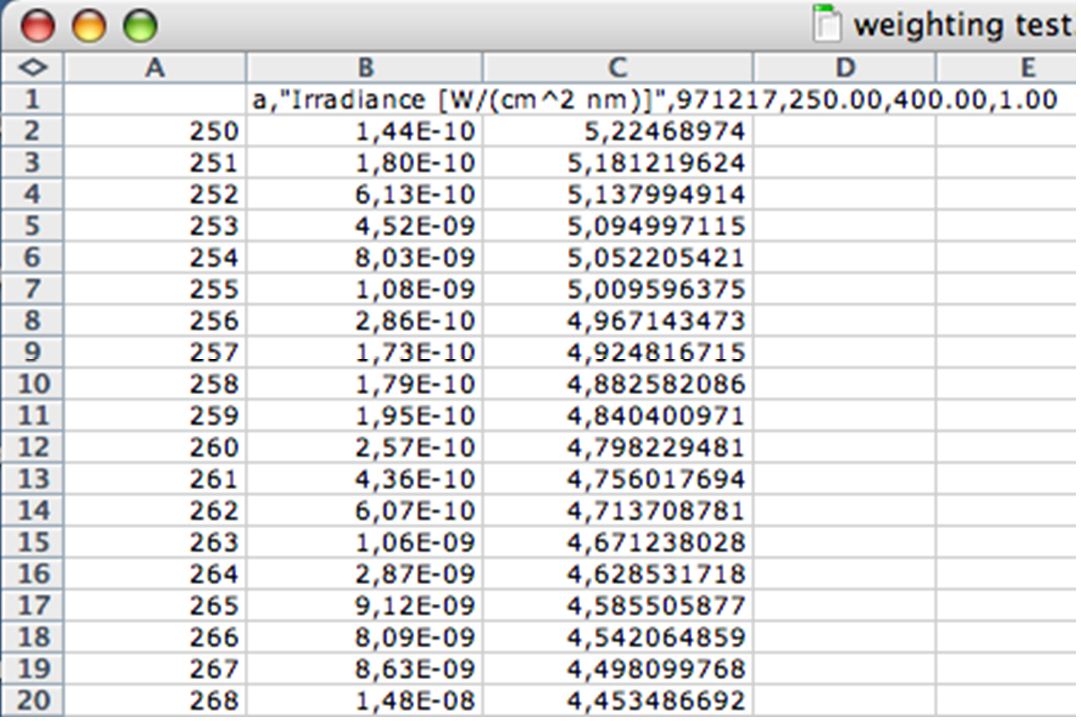 weighting test.
A B C D E
1 a,"Irradiance [W/(cm^2 nm)]",971217,250.00,400.00,1.00
2 250 1,44E-10 5,22468974
3 251 1,80E-10 5,181219624
4 252 6,13E-10 5,137994914
5 253 4,52E-09 5,094997115
6 254 8,03E-09 5,052205421
7 255 1,08E-09 5,009596375
8 256 2,86E-10 4,967143473
9 257 1,73E-10 4,924816715
10 258 1,79E-10 4,882582086
11 259 1,95E-10 4,840400971
12 260 2,57E-10 4,798229481
13 261 4,36E-10 4,756017694
14 262 6,07E-10 4,713708781
15 263 1,06E-09 4,671238028
16 264 2,87E-09 4,628531718
17 265 9,12E-09 4,585505877
18 266 8,09E-09 4,542064859
19 267 8,63E-09 4,498099768
20 268 1,48E-08 4,453486692